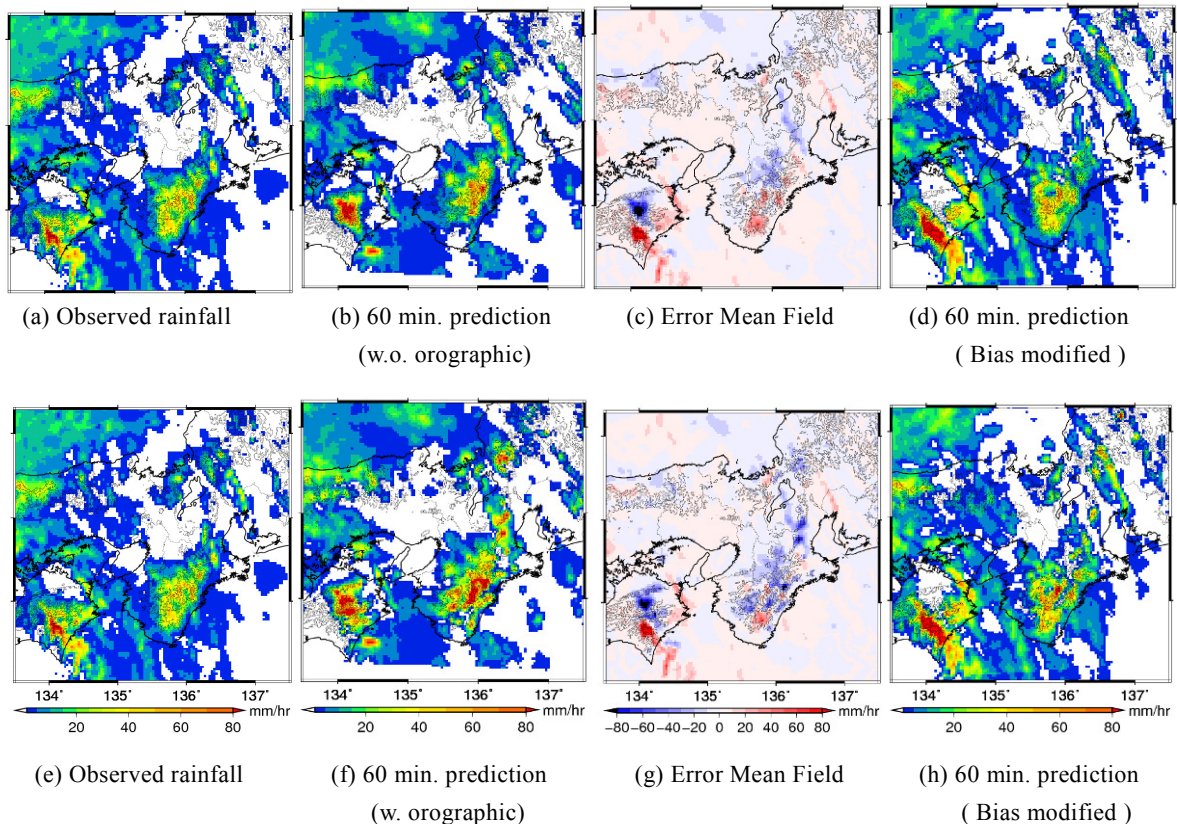 (a) Observed rainfall
(b) 60 min. prediction
(w.o. orographic)
(c) Error Mean Field
(d) 60 min. prediction
( Bias modified )
134˚ 135˚ 136˚ 137˚
134˚ 135˚ 136˚ 137˚
134˚ 135˚ 136˚ 137˚
134˚ 135˚ 136˚ 137˚
mm/hr
20 40 60 80
mm/hr
20 40 60 80
mm/hr
−80−60−40−20 0 20 40 60 80
mm/hr
20 40 60 80
(e) Observed rainfall
(f) 60 min. prediction
(w. orographic)
(g) Error Mean Field
(h) 60 min. prediction
( Bias modified )